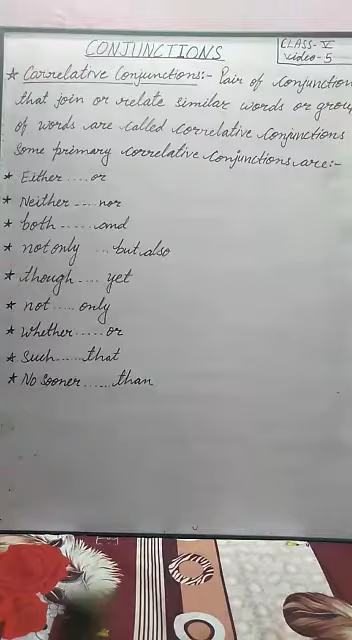 CONJUNCTIONS
CLASS-V
Video-5
* Correlative Conjunctions:- Pair of conjunction
that join or relate similar words or group
of words are called correlative conjunctions
Some primary correlative conjunctions are:-
* Either .... or
* Neither .... nor
* both ...... and
* not only ... but also
* though .... yet
* not ..... only
* whether ..... or
* Such ..... that
* No sooner ..... than